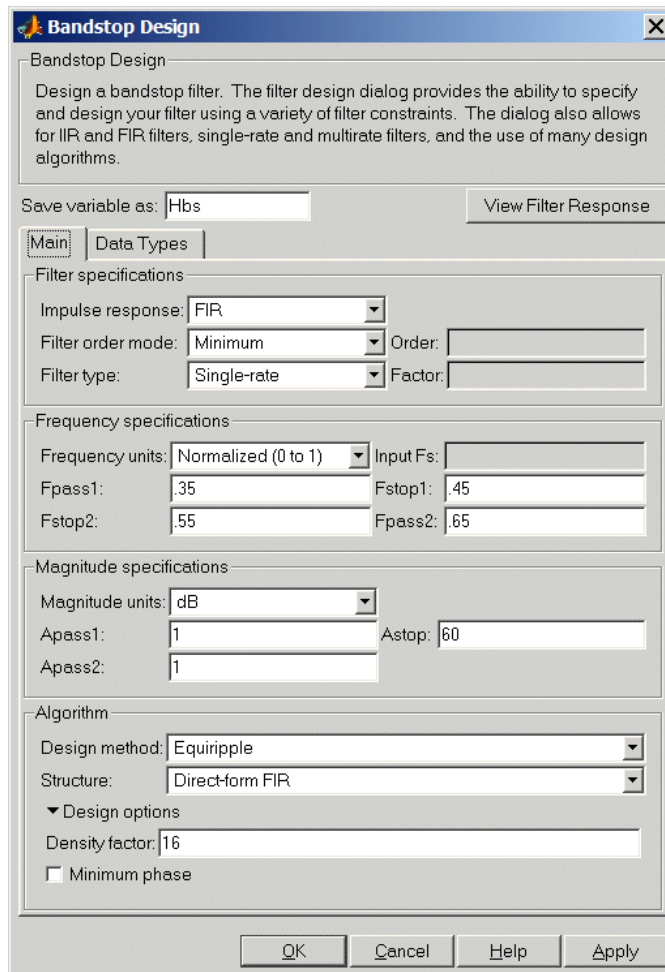 Bandstop Design
Bandstop Design
Design a bandstop filter. The filter design dialog provides the ability to specify
and design your filter using a variety of filter constraints. The dialog also allows
for IIR and FIR filters, single-rate and multirate filters, and the use of many design
algorithms.
Save variable as: Hbs View Filter Response
Main Data Types
Filter specifications
Impulse response: FIR
Filter order mode: Minimum Order:
Filter type: Single-rate Factor:
Frequency specifications
Frequency units: Normalized (0 to 1) Input Fs:
Fpass1: .35 Fstop1: .45
Fstop2: .55 Fpass2: .65
Magnitude specifications
Magnitude units: dB
Apass1: 1 Astop: 60
Apass2: 1
Algorithm
Design method: Equiripple
Structure: Direct-form FIR
Design options
Density factor: 16
Minimum phase
OK Cancel Help Apply